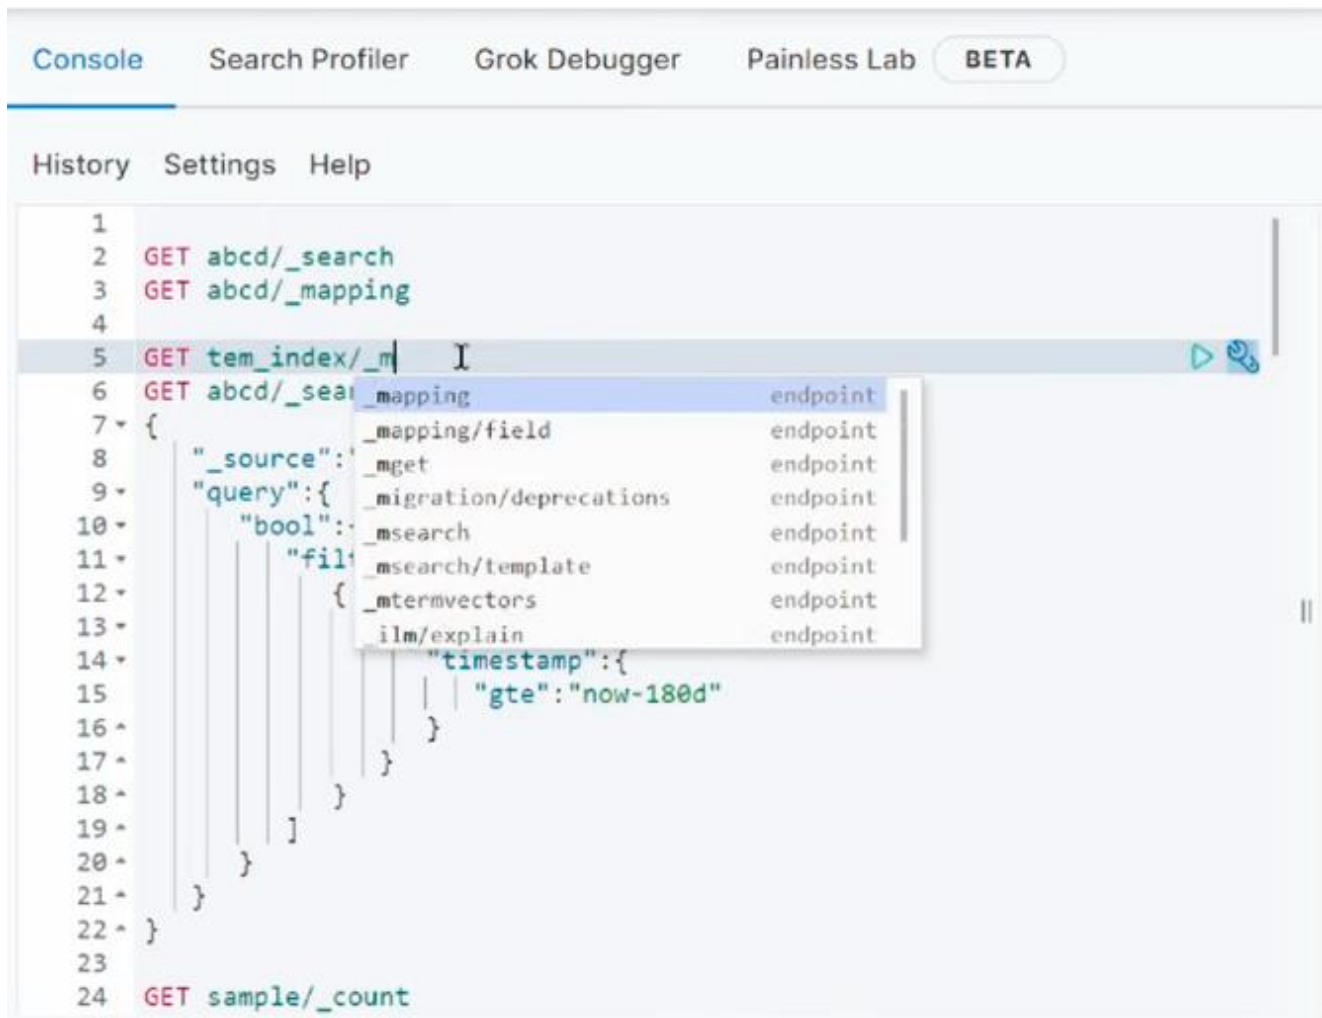 Console Search Profiler Grok Debugger Painless Lab BETA
History Settings Help
1
2 GET abcd/_search
3 GET abcd/_mapping
4
5 GET tem_index/_m
6 GET abcd/_sear
_mapping endpoint
_mapping/field endpoint
_mget endpoint
_migration/deprecations endpoint
_msearch endpoint
_msearch/template endpoint
_mtermvectors endpoint
_ilm/explain endpoint
7 {
8 "_source":"
9 "query":{
10 "bool":
11 "filt
12 {
13
14 "timestamp":{
15 "gte":"now-180d"
16 }
17 }
18 }
19 ]
20 }
21 }
22 }
23
24 GET sample/_count